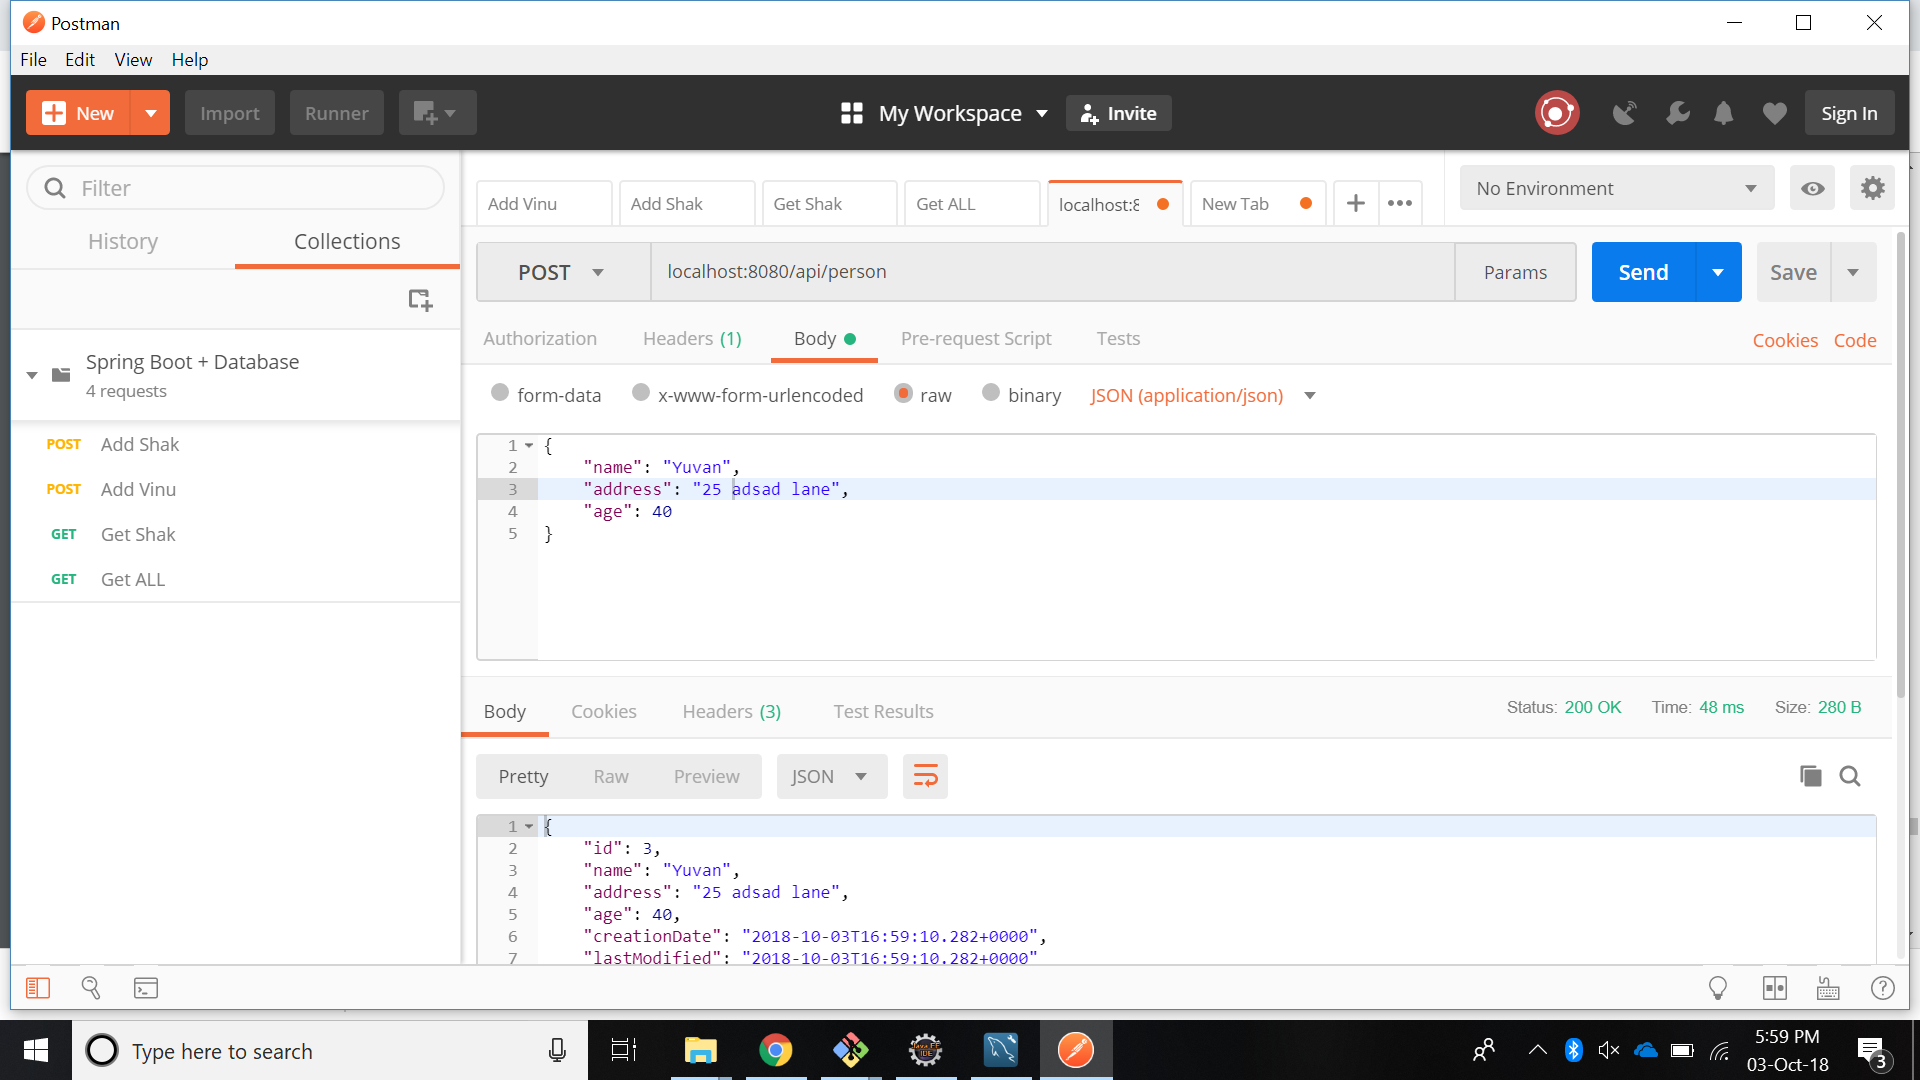 Postman
File Edit View Help
New Import Runner My Workspace Invite Sign In
Filter
History Collections
Spring Boot + Database
4 requests
POST Add Shak
POST Add Vinu
GET Get Shak
GET Get ALL
Add Vinu Add Shak Get Shak Get ALL localhost:8 New Tab + ••• No Environment
POST localhost:8080/api/person Params Send Save
Authorization Headers (1) Body Pre-request Script Tests Cookies Code
form-data x-www-form-urlencoded raw binary JSON (application/json)
1 {
2 "name": "Yuvan",
3 "address": "25 adsad lane",
4 "age": 40
5 }
Body Cookies Headers (3) Test Results Status: 200 OK Time: 48 ms Size: 280 B
Pretty Raw Preview JSON
1 {
2 "id": 3,
3 "name": "Yuvan",
4 "address": "25 adsad lane",
5 "age": 40,
6 "creationDate": "2018-10-03T16:59:10.282+0000",
7 "lastModified": "2018-10-03T16:59:10.282+0000"
Type here to search
Java EE
IDE
5:59 PM
03-Oct-18
3